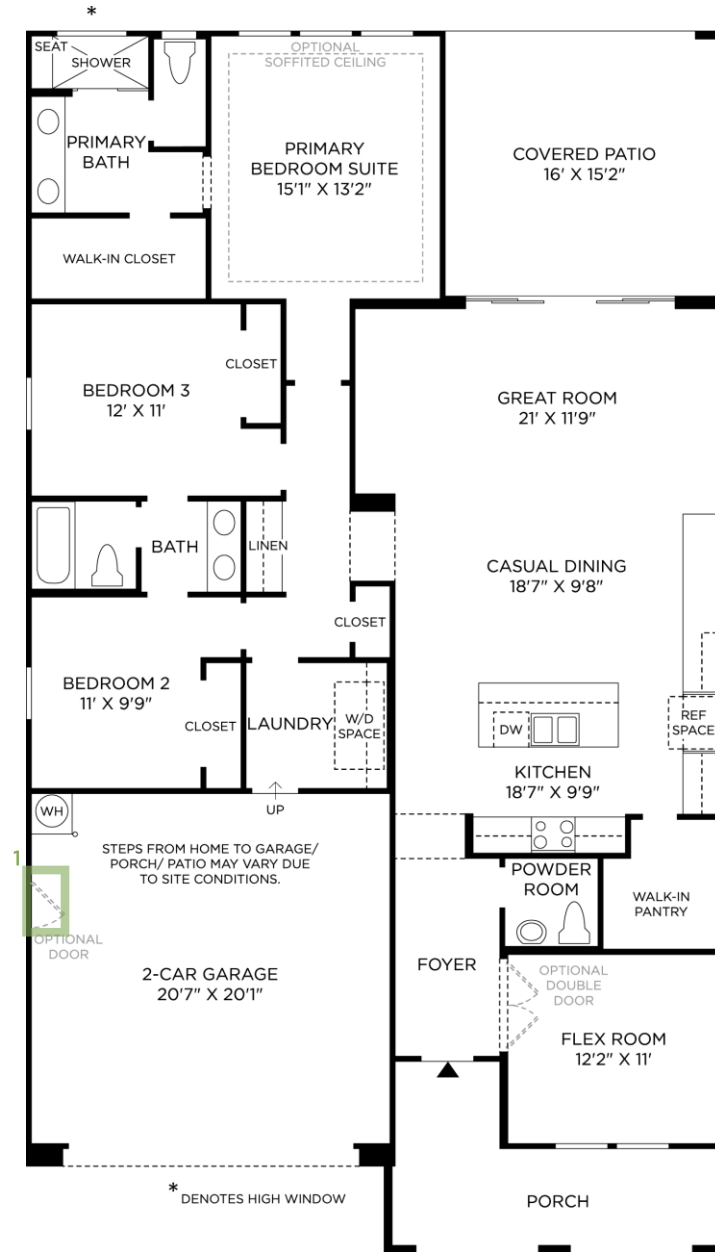 *
SEAT
SHOWER
OPTIONAL
SOFFITED CEILING
PRIMARY
BATH
PRIMARY
BEDROOM SUITE
15'1" X 13'2"
COVERED PATIO
16' X 15'2"
WALK-IN CLOSET
CLOSET
BEDROOM 3
12' X 11'
GREAT ROOM
21' X 11'9"
BATH
LINEN
CASUAL DINING
18'7" X 9'8"
CLOSET
BEDROOM 2
11' X 9'9"
CLOSET
LAUNDRY
W/D
SPACE
DW
REF
SPACE
KITCHEN
18'7" X 9'9"
WH
UP
STEPS FROM HOME TO GARAGE/
PORCH/ PATIO MAY VARY DUE
TO SITE CONDITIONS.
1
OPTIONAL
DOOR
POWDER
ROOM
WALK-IN
PANTRY
2-CAR GARAGE
20'7" X 20'1"
FOYER
OPTIONAL
DOUBLE
DOOR
FLEX ROOM
12'2" X 11'
* DENOTES HIGH WINDOW
PORCH